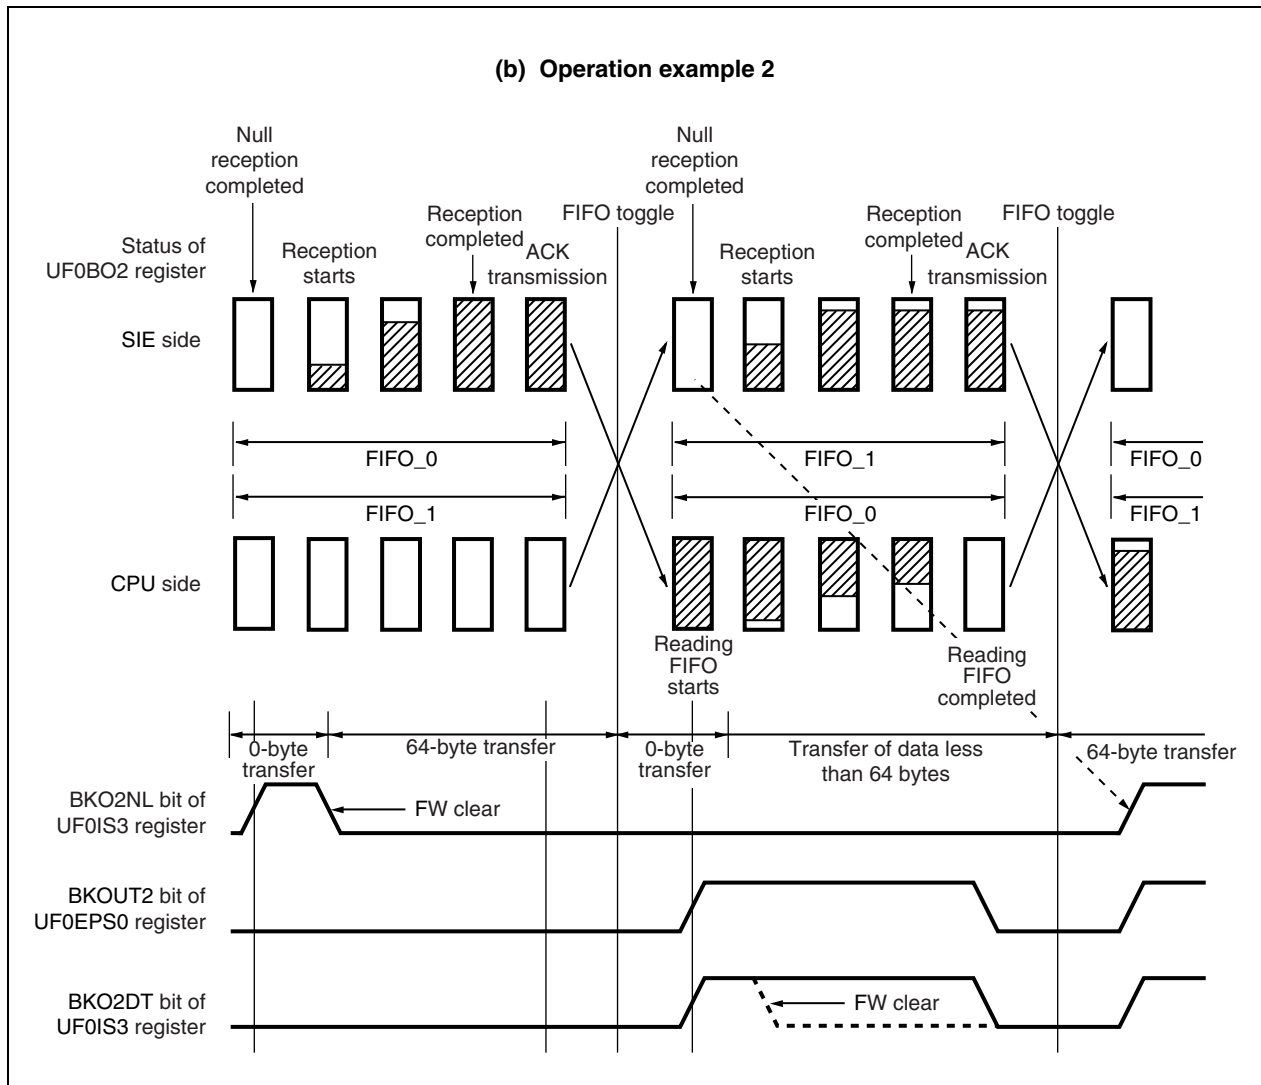 (b) Operation example 2
Null
reception
completed
Null
reception
completed
Reception
completed
FIFO toggle
Reception
completed
FIFO toggle
Status of
UF0BO2 register
Reception
starts
ACK
transmission
Reception
starts
ACK
transmission
SIE side
FIFO_0
FIFO_1
FIFO_0
FIFO_1
FIFO_0
FIFO_1
CPU side
Reading
FIFO
starts
Reading
FIFO
completed
0-byte
transfer
64-byte transfer
0-byte
transfer
Transfer of data less
than 64 bytes
64-byte transfer
BKO2NL bit of
UF0IS3 register
FW clear
BKOUT2 bit of
UF0EPS0 register
BKO2DT bit of
UF0IS3 register
FW clear